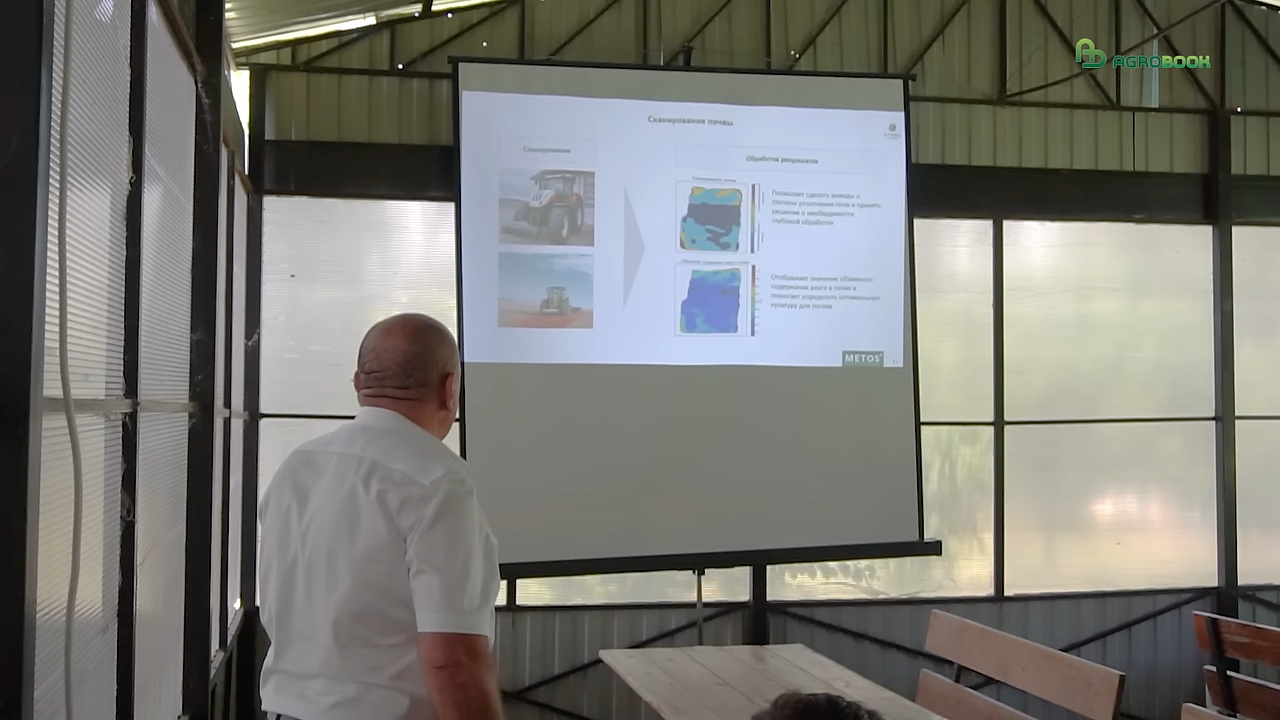 AGROBOOK
Сканирование почвы
Сканирование
Обработка результатов
Позволяет сделать выводы о
степени уплотнения поля и принять
решение о необходимости
глубокой обработки
Отображает значения объемного
содержания влаги в почве и
помогает определить оптимальную
культуру для посева
METOS